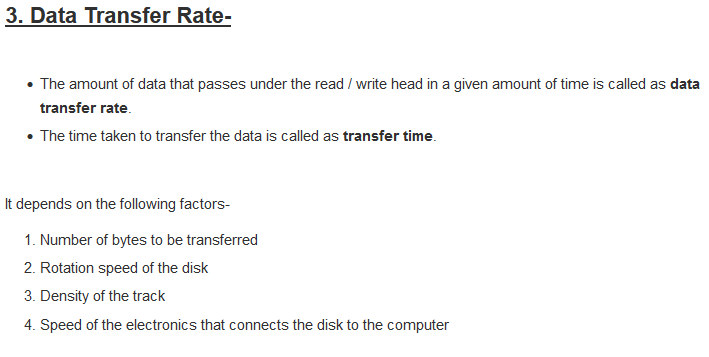 3. Data Transfer Rate-
• The amount of data that passes under the read / write head in a given amount of time is called as data
transfer rate.
• The time taken to transfer the data is called as transfer time.
It depends on the following factors-
1. Number of bytes to be transferred
2. Rotation speed of the disk
3. Density of the track
4. Speed of the electronics that connects the disk to the computer